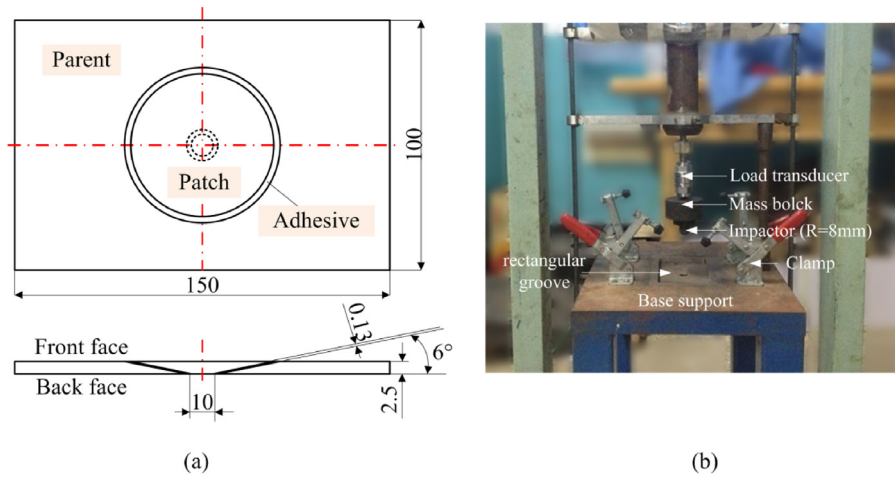 Parent
Patch
Adhesive
100
150
Front face
Back face
0.13
6°
10
2.5
(a)
Load transducer
Mass bolck
Impactor (R=8mm)
rectangular
groove
Clamp
Base support
(b)